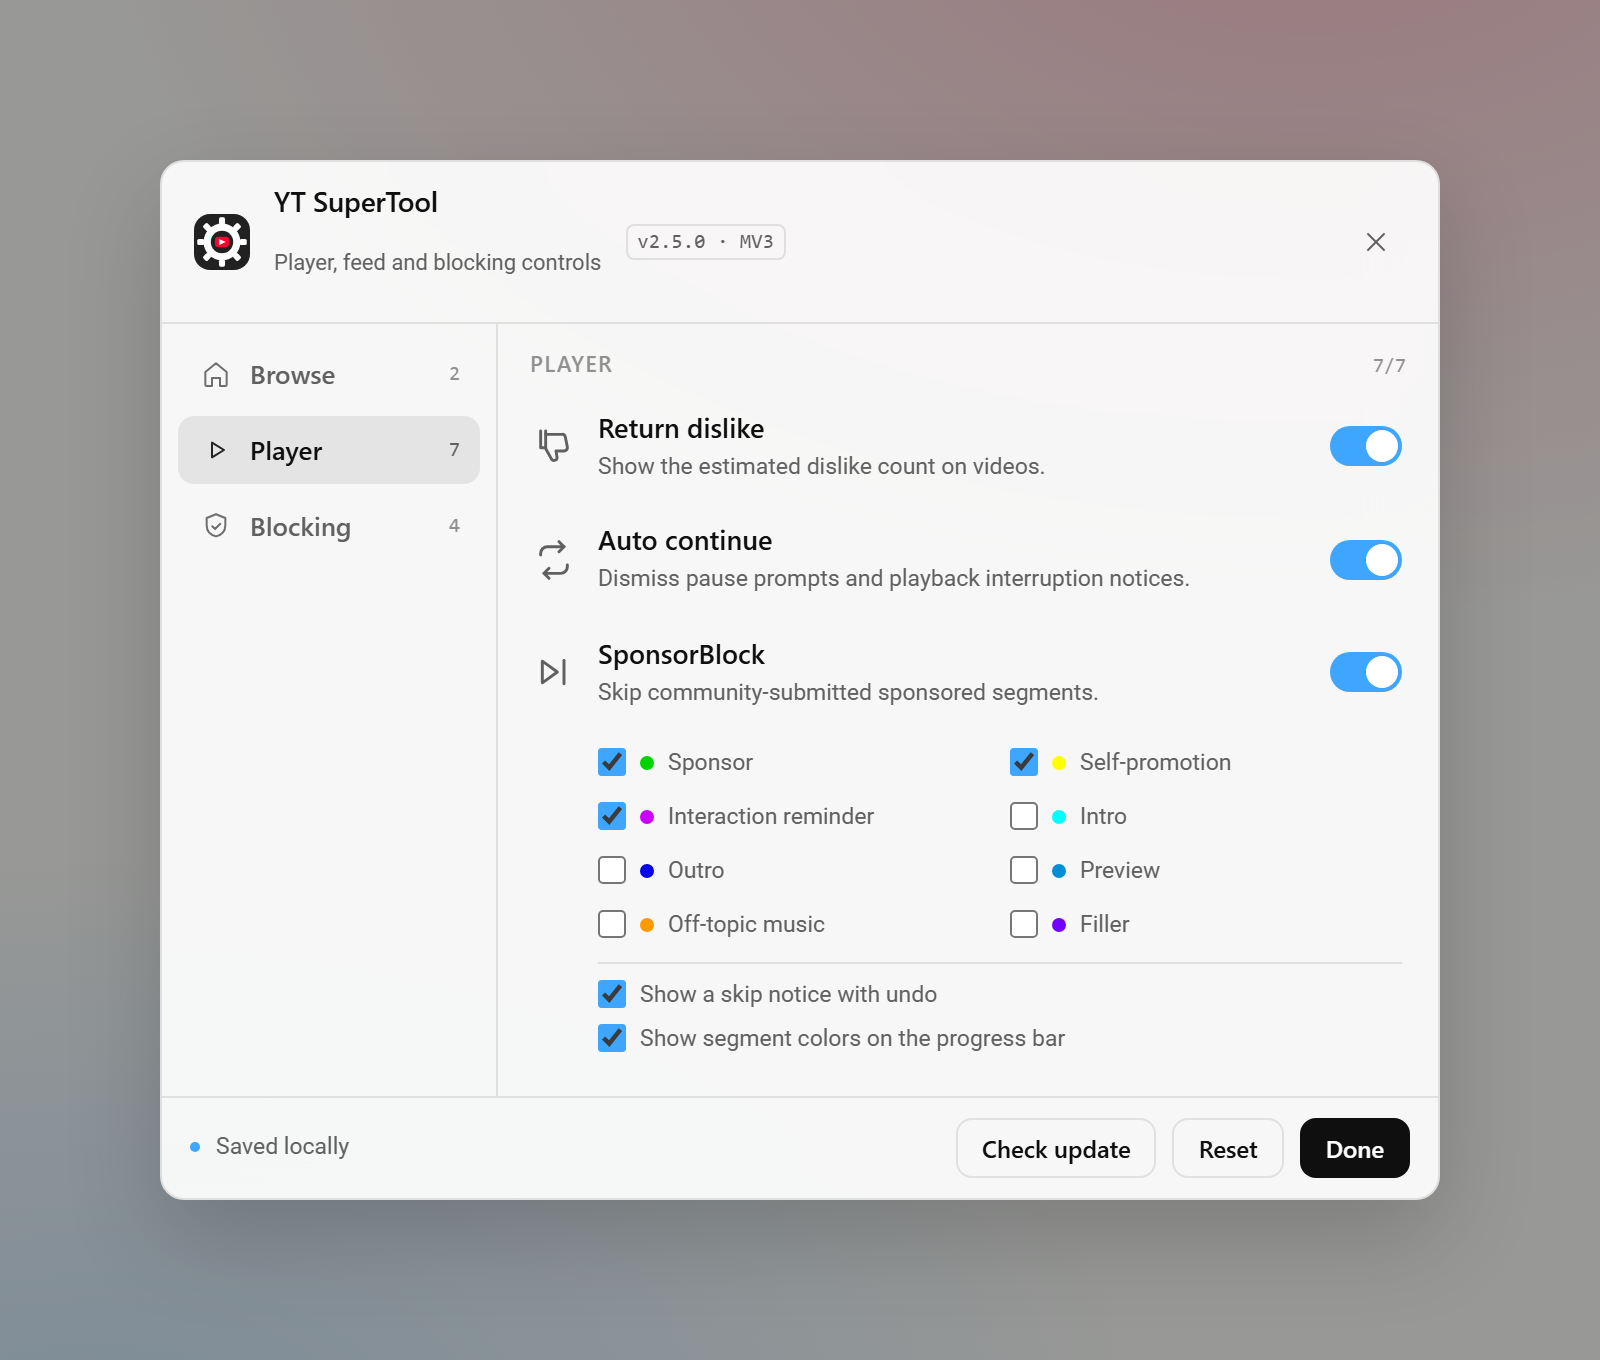 YT SuperTool
Player, feed and blocking controls
v2.5.0 · MV3
Browse 2
Player 7
Blocking 4
PLAYER 7/7
Return dislike
Show the estimated dislike count on videos.
Auto continue
Dismiss pause prompts and playback interruption notices.
SponsorBlock
Skip community-submitted sponsored segments.
Sponsor Self-promotion
Interaction reminder Intro
Outro Preview
Off-topic music Filler
Show a skip notice with undo
Show segment colors on the progress bar
Saved locally Check update Reset Done